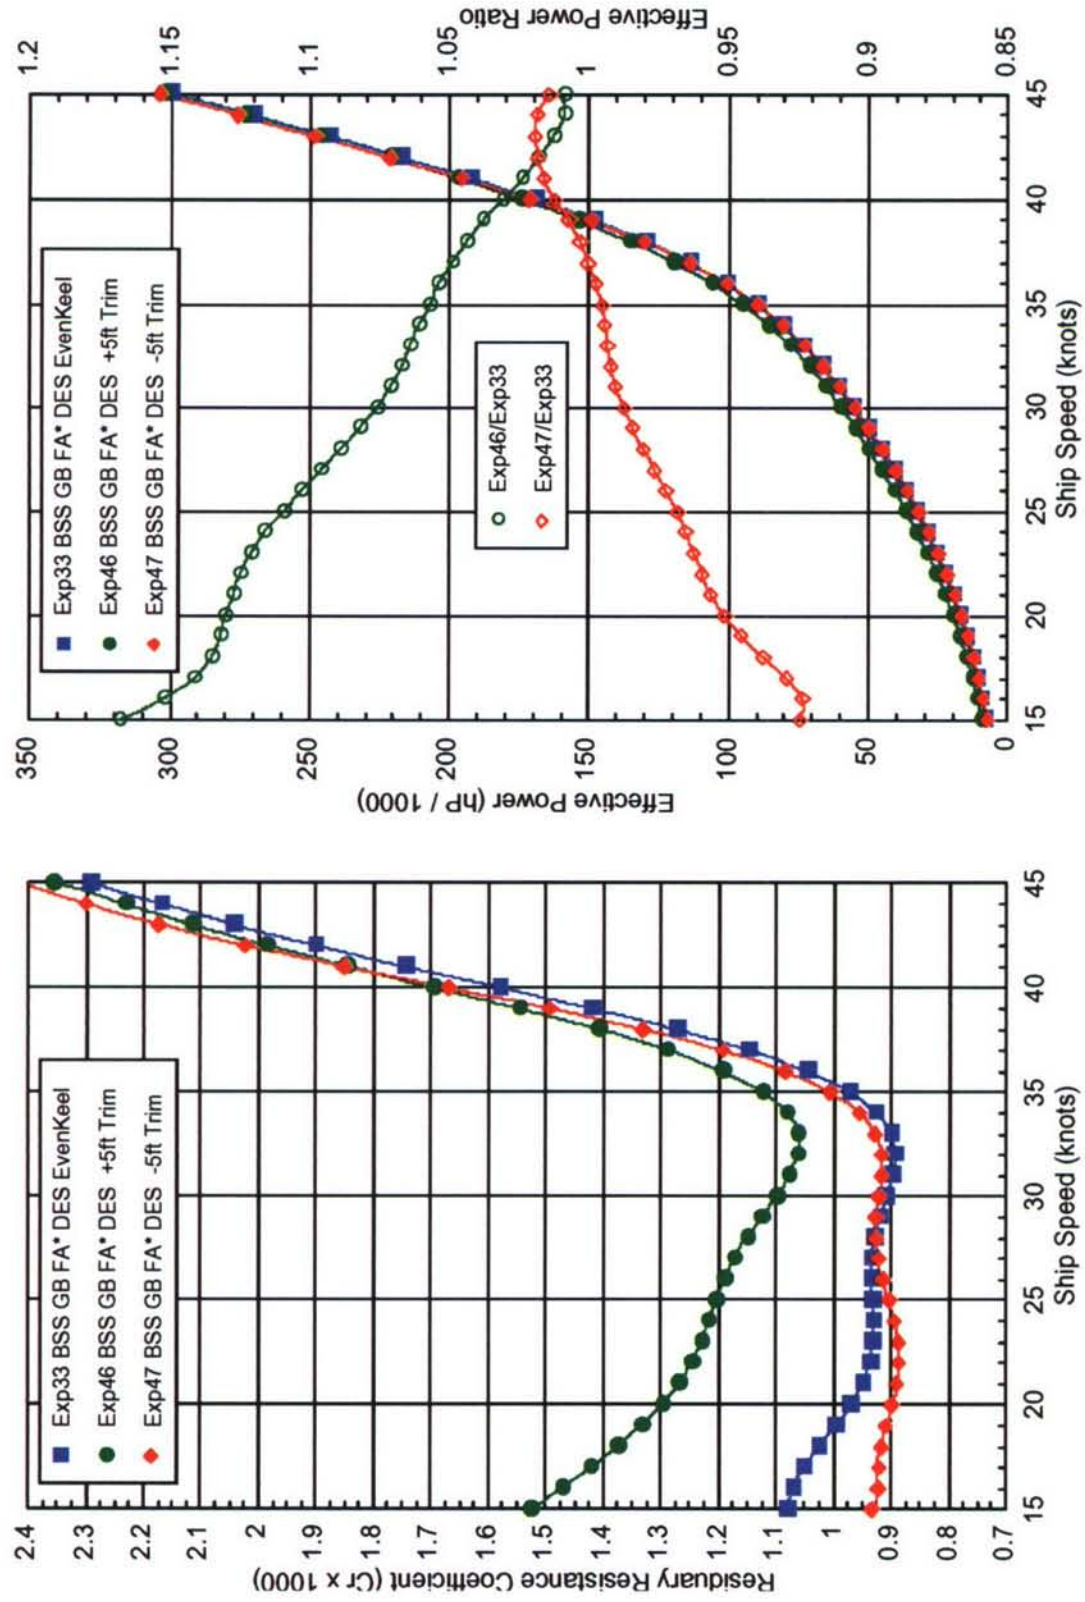 Exp33 BSS GB FA* DES EvenKeel
Exp46 BSS GB FA* DES +5ft Trim
Exp47 BSS GB FA* DES -5ft Trim
2.4
2.3
2.2
2.1
2
1.9
1.8
1.7
1.6
1.5
1.4
1.3
1.2
1.1
1
0.9
0.8
0.7
Residuary Resistance Coefficient (Cr x 1000)
15 20 25 30 35 40 45
Ship Speed (knots)
Exp33 BSS GB FA* DES EvenKeel
Exp46 BSS GB FA* DES +5ft Trim
Exp47 BSS GB FA* DES -5ft Trim
Exp46/Exp33
Exp47/Exp33
350
300
250
200
150
100
50
0
Effective Power (hP / 1000)
1.2
1.15
1.1
1.05
1
0.95
0.9
0.85
Effective Power Ratio
15 20 25 30 35 40 45
Ship Speed (knots)